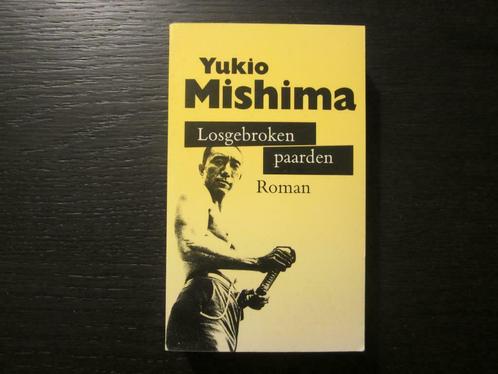 Yukio
Mishima
Losgebroken
paarden
Roman